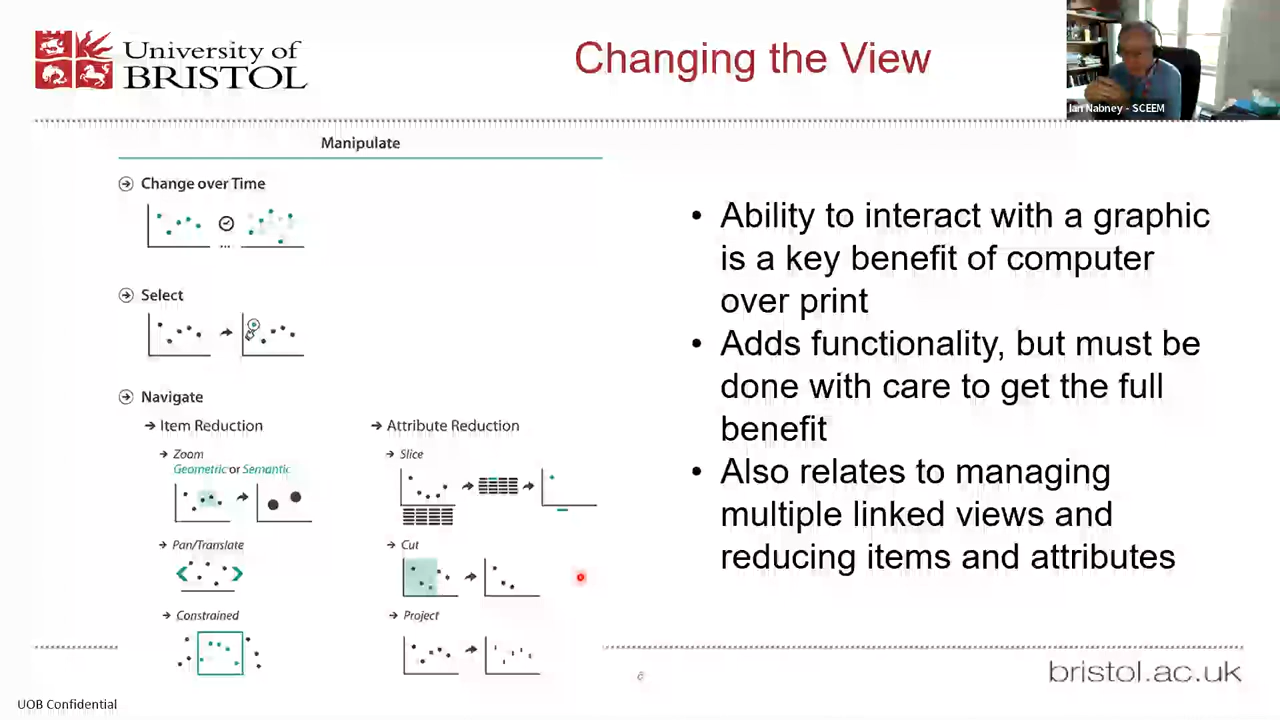 University of
BRISTOL
Changing the View
Ian Nabney - SCEEM
Manipulate
Change over Time
...
Select
Navigate
Item Reduction
Zoom
Geometric or Semantic
Pan/Translate
Constrained
Attribute Reduction
Slice
Cut
Project
• Ability to interact with a graphic
is a key benefit of computer
over print
• Adds functionality, but must be
done with care to get the full
benefit
• Also relates to managing
multiple linked views and
reducing items and attributes
6
bristol.ac.uk
UOB Confidential